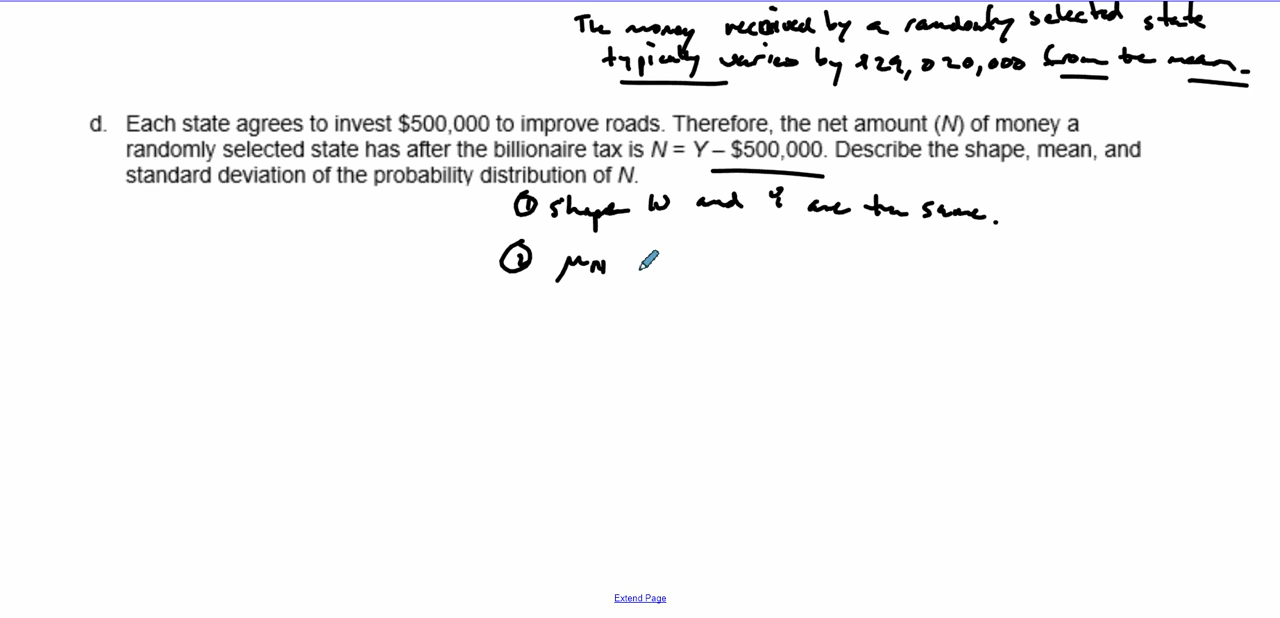 The money received by a randomly selected state
typically varies by $29,020,000 from the mean.
d. Each state agrees to invest $500,000 to improve roads. Therefore, the net amount (N) of money a
randomly selected state has after the billionaire tax is N = Y – $500,000. Describe the shape, mean, and
standard deviation of the probability distribution of N.
① shape N and Y are the same.
② μN
Extend Page